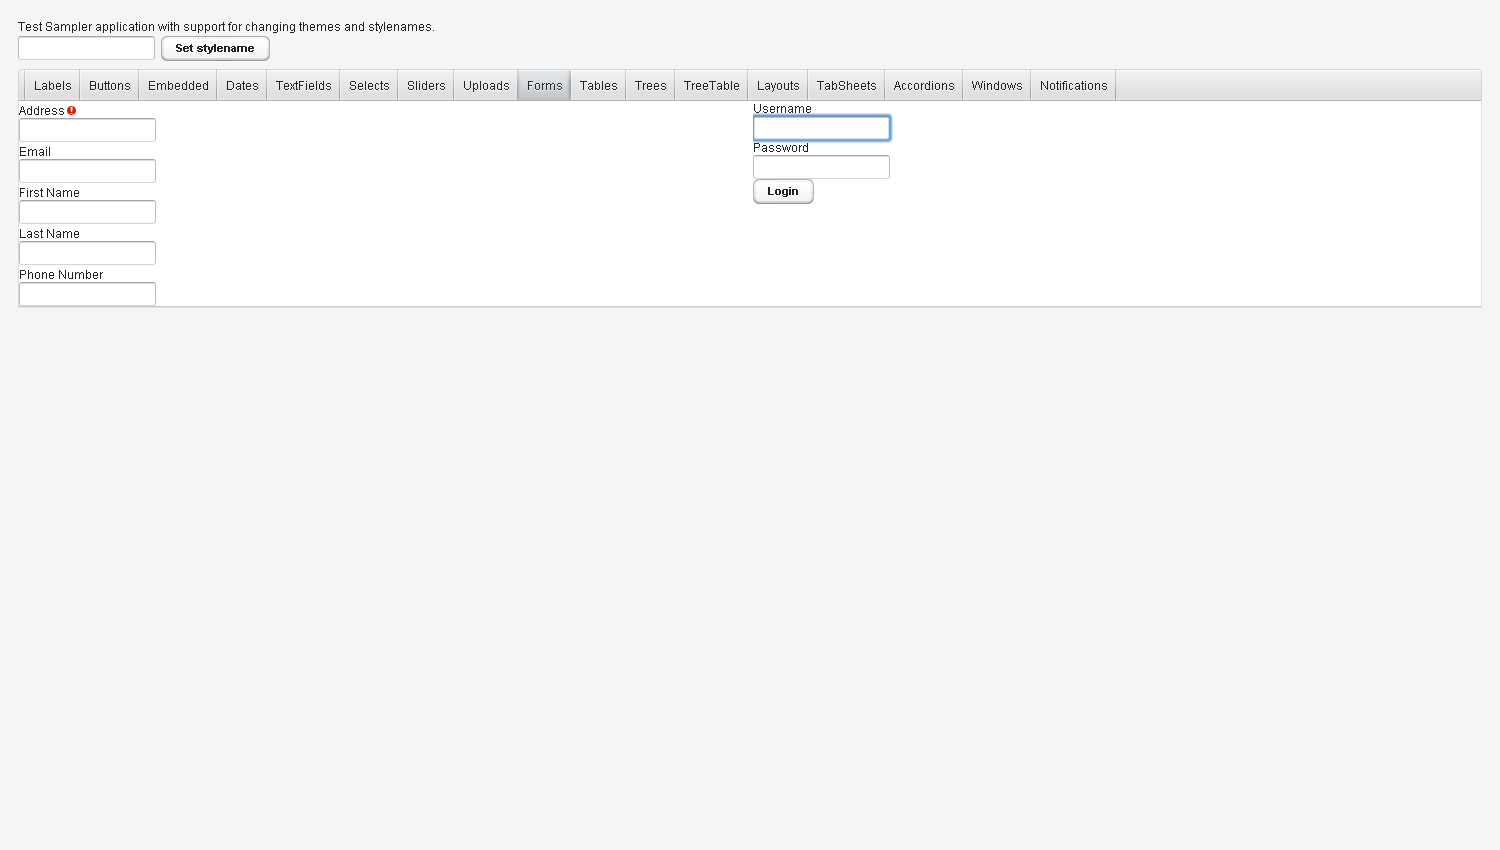 Test Sampler application with support for changing themes and stylenames.
Set stylename
Labels Buttons Embedded Dates TextFields Selects Sliders Uploads Forms Tables Trees TreeTable Layouts TabSheets Accordions Windows Notifications
Address
Email
First Name
Last Name
Phone Number
Username
Password
Login